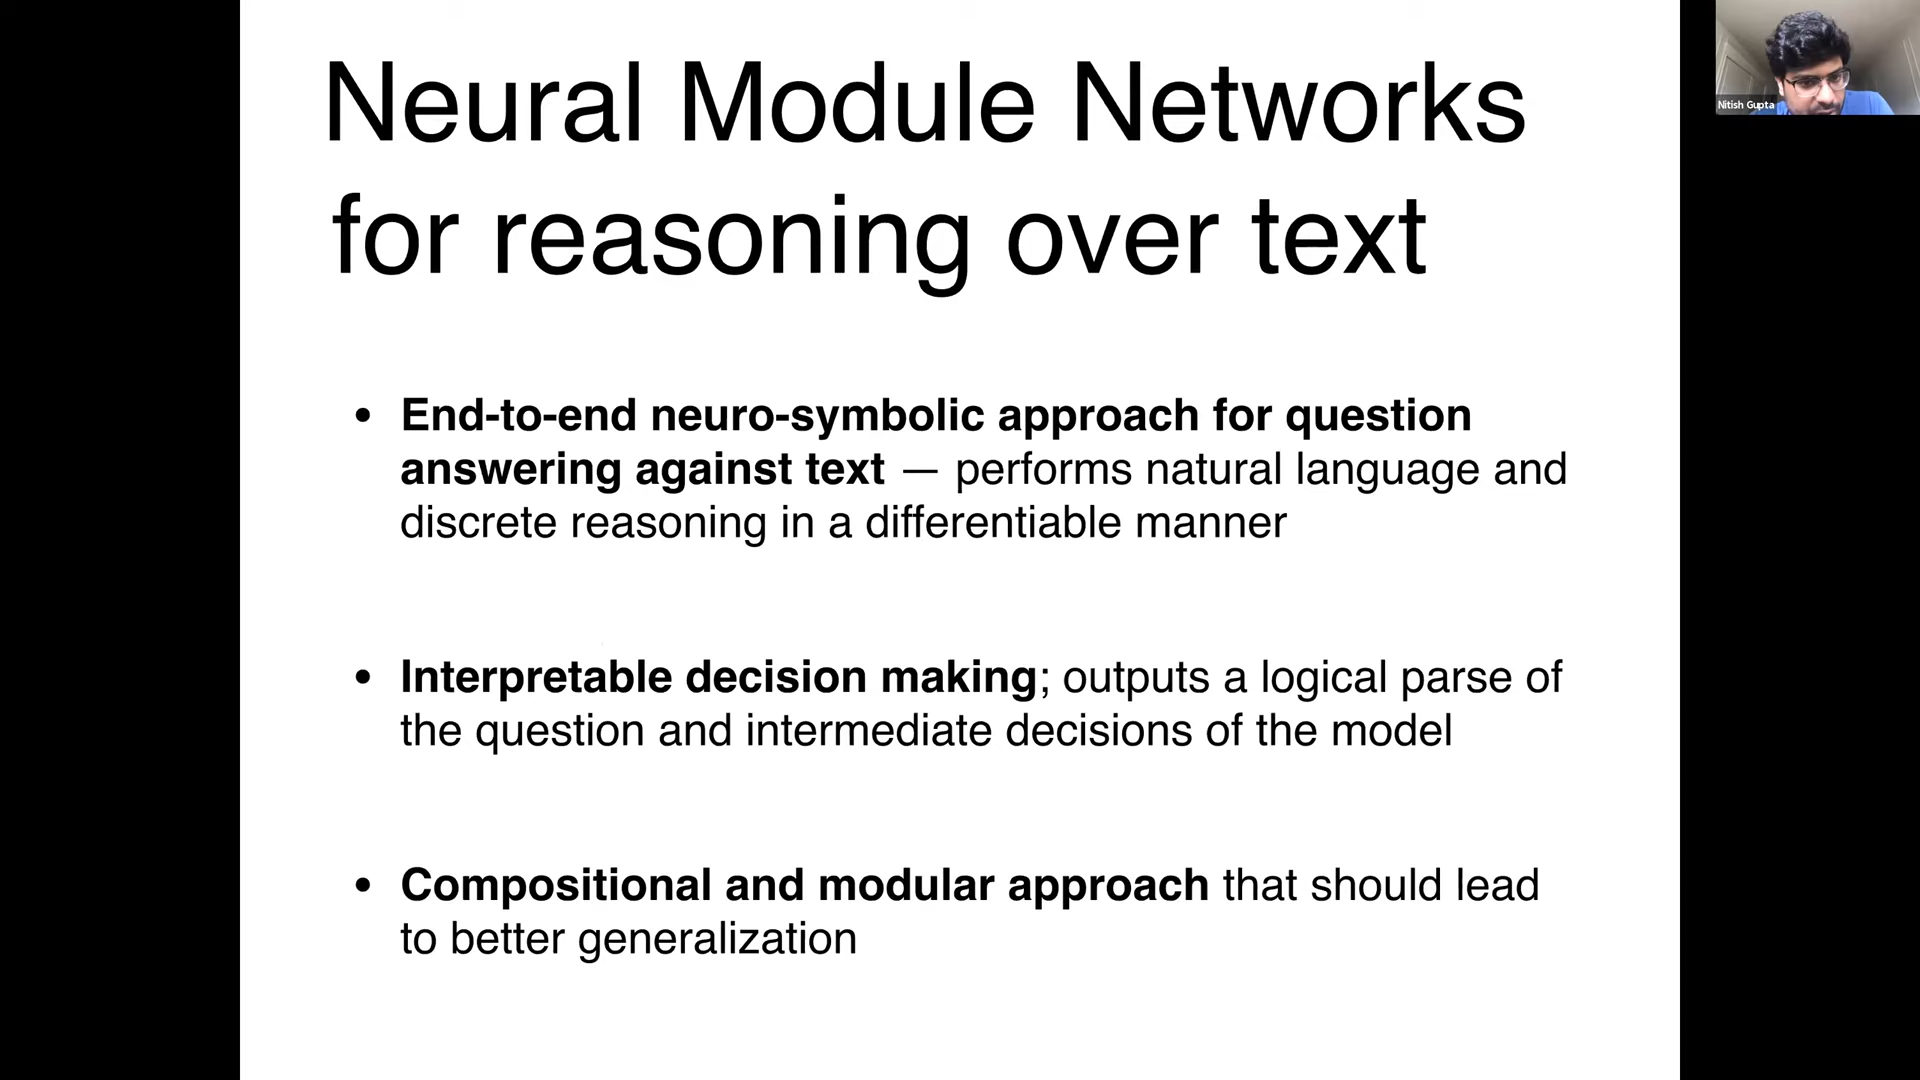 Neural Module Networks
for reasoning over text
• End-to-end neuro-symbolic approach for question
answering against text — performs natural language and
discrete reasoning in a differentiable manner
• Interpretable decision making; outputs a logical parse of
the question and intermediate decisions of the model
• Compositional and modular approach that should lead
to better generalization
Nitish Gupta